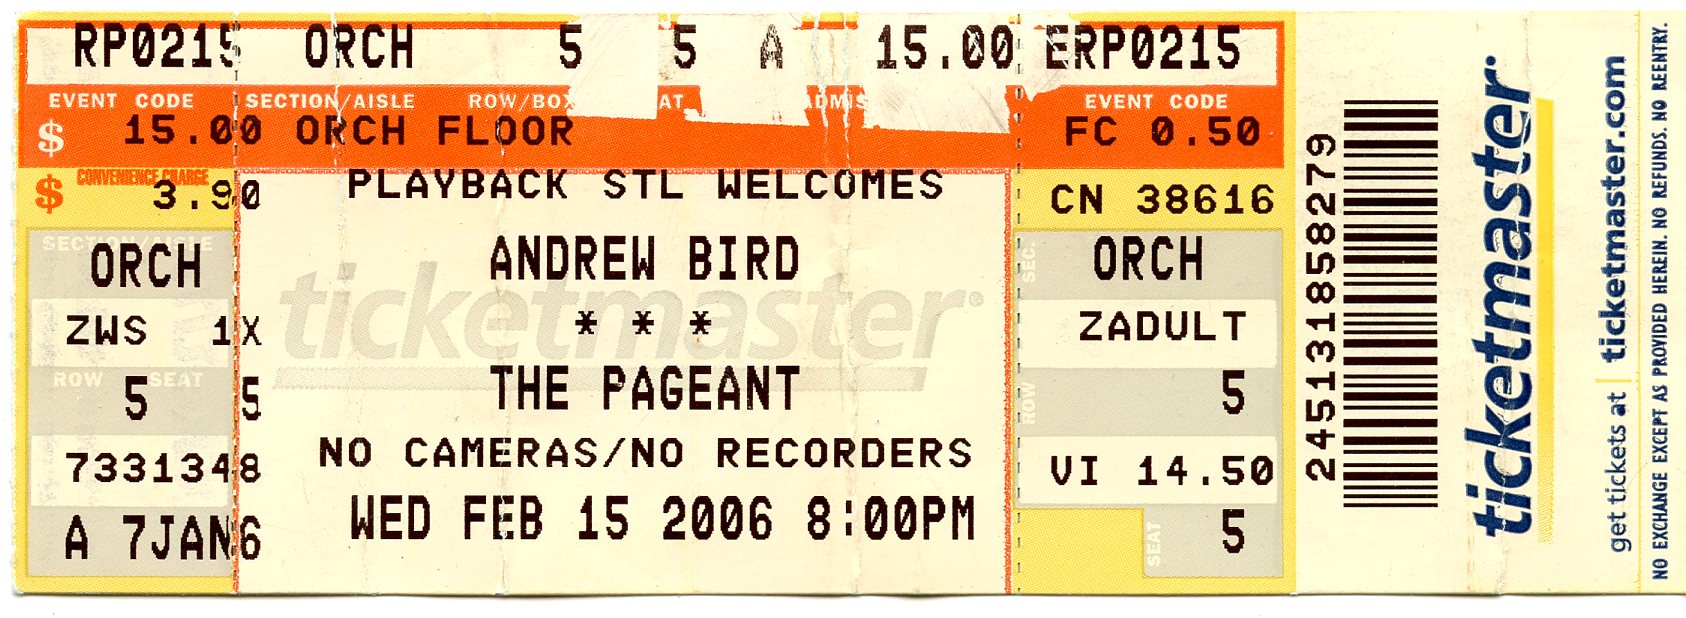 RP0215 ORCH 5 5 A 15.00 ERP0215
EVENT CODE SECTION/AISLE ROW/BOX AT ADMIS EVENT CODE
$ 15.00 ORCH FLOOR FC 0.50
CONVENIENCE CHARGE
$ 3.90 PLAYBACK STL WELCOMES CN 38616
SECTION/AISLE
ORCH ANDREW BIRD SEC. ORCH
ticketmaster®
ZWS 1X * * * ZADULT
ROW SEAT
5 5 THE PAGEANT ROW 5
7331348 NO CAMERAS/NO RECORDERS VI 14.50
A 7JAN6 WED FEB 15 2006 8:00PM SEAT 5
2451318558279
ticketmaster®
get tickets at | ticketmaster.com
NO EXCHANGE EXCEPT AS PROVIDED HEREIN. NO REFUNDS. NO REENTRY.